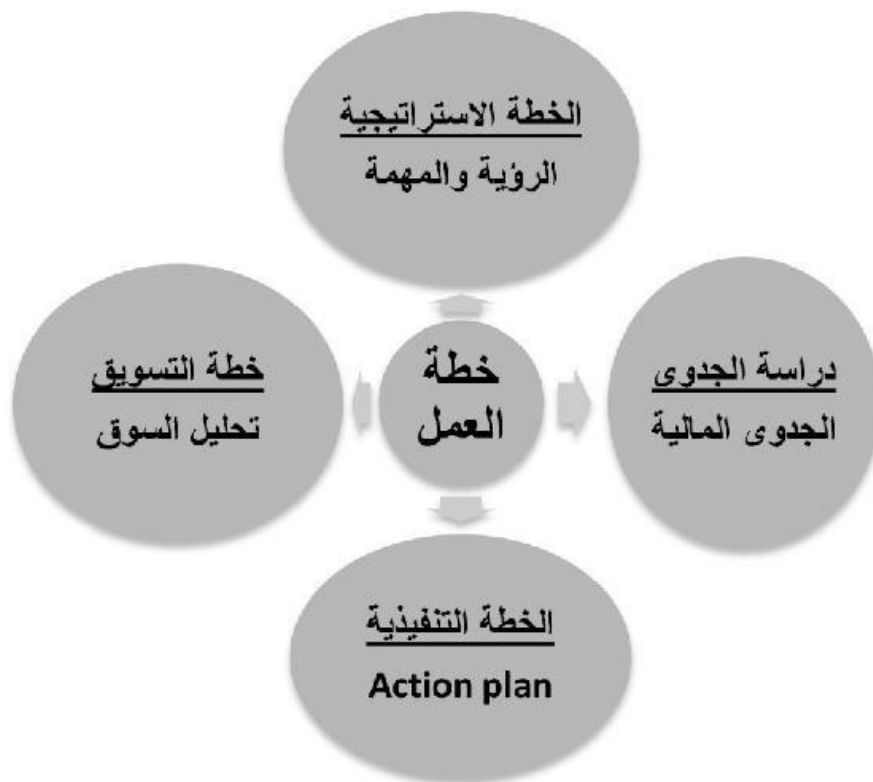 الخطة الاستراتيجية
الرؤية والمهمة
دراسة الجدوى
الجدوى المالية
خطة
العمل
خطة التسويق
تحليل السوق
الخطة التنفيذية
Action plan